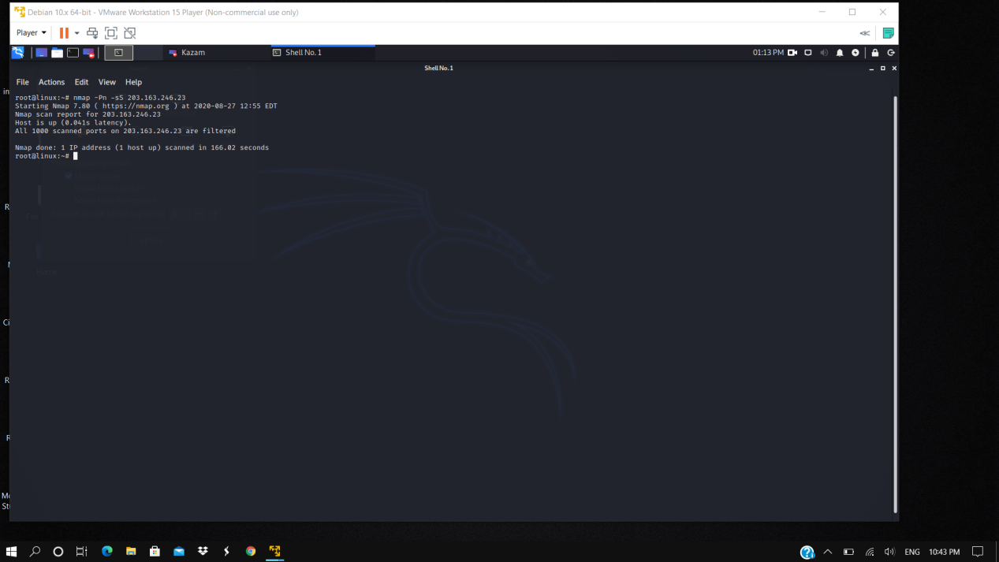 Debian 10.x 64-bit - VMware Workstation 15 Player (Non-commercial use only)
Player
Kazam
Shell No. 1
01:13 PM
Shell No. 1
File Actions Edit View Help
root@linux:~# nmap -Pn -sS 203.163.246.23
Starting Nmap 7.80 ( https://nmap.org ) at 2020-08-27 12:55 EDT
Nmap scan report for 203.163.246.23
Host is up (0.041s latency).
All 1000 scanned ports on 203.163.246.23 are filtered
Nmap done: 1 IP address (1 host up) scanned in 166.02 seconds
root@linux:~#
in
R
Ci
R
R
Mo
Sti
Home
ENG
10:43 PM